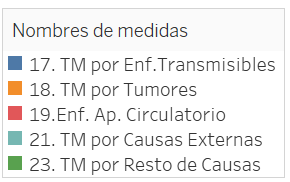 Nombres de medidas
17. TM por Enf.Transmisibles
18. TM por Tumores
19.Enf. Ap. Circulatorio
21. TM por Causas Externas
23. TM por Resto de Causas